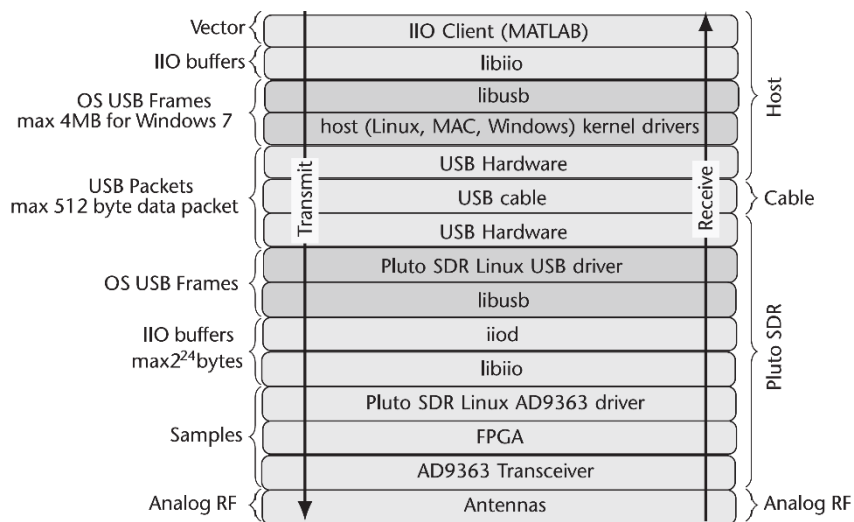 Vector
IIO Client (MATLAB)
IIO buffers
libiio
OS USB Frames
max 4MB for Windows 7
libusb
host (Linux, MAC, Windows) kernel drivers
Host
USB Packets
max 512 byte data packet
USB Hardware
USB cable
USB Hardware
Transmit
Receive
Cable
OS USB Frames
Pluto SDR Linux USB driver
libusb
IIO buffers
max2²⁴bytes
iiod
libiio
Pluto SDR
Samples
Pluto SDR Linux AD9363 driver
FPGA
AD9363 Transceiver
Analog RF
Antennas
Analog RF